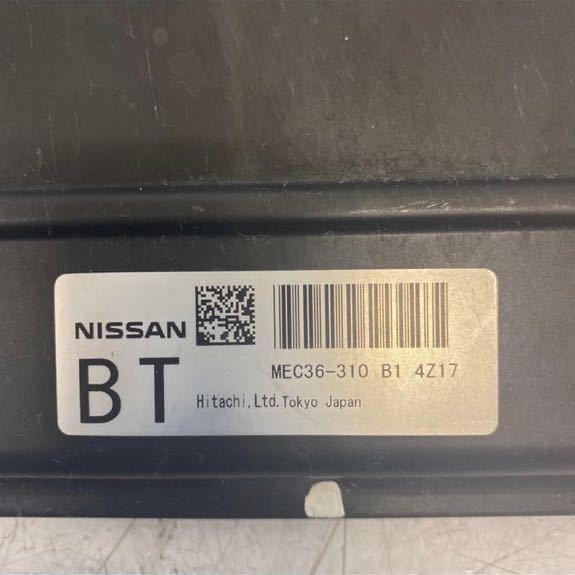 NISSAN
BT
MEC36-310 B1 4Z17
Hitachi,Ltd.Tokyo Japan